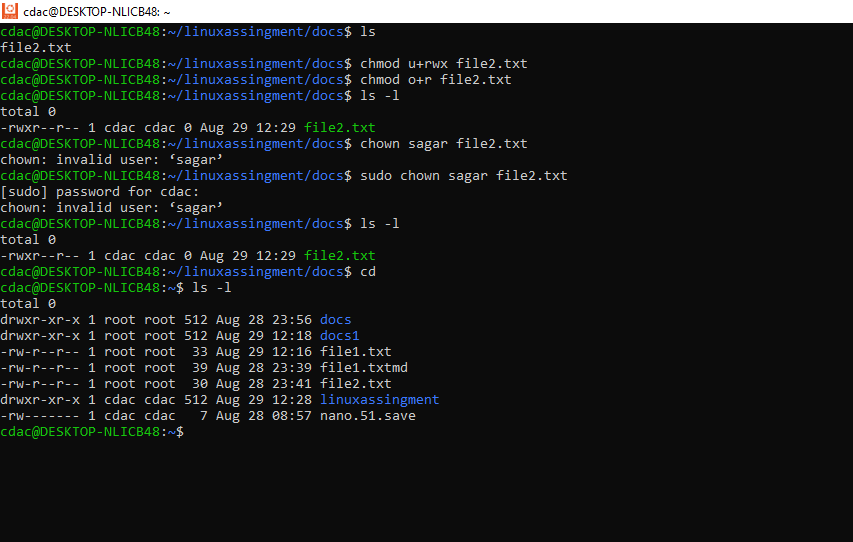 cdac@DESKTOP-NLICB48: ~
cdac@DESKTOP-NLICB48:~/linuxassingment/docs$ ls
file2.txt
cdac@DESKTOP-NLICB48:~/linuxassingment/docs$ chmod u+rwx file2.txt
cdac@DESKTOP-NLICB48:~/linuxassingment/docs$ chmod o+r file2.txt
cdac@DESKTOP-NLICB48:~/linuxassingment/docs$ ls -l
total 0
-rwxr--r-- 1 cdac cdac 0 Aug 29 12:29 file2.txt
cdac@DESKTOP-NLICB48:~/linuxassingment/docs$ chown sagar file2.txt
chown: invalid user: ‘sagar’
cdac@DESKTOP-NLICB48:~/linuxassingment/docs$ sudo chown sagar file2.txt
[sudo] password for cdac:
chown: invalid user: ‘sagar’
cdac@DESKTOP-NLICB48:~/linuxassingment/docs$ ls -l
total 0
-rwxr--r-- 1 cdac cdac 0 Aug 29 12:29 file2.txt
cdac@DESKTOP-NLICB48:~/linuxassingment/docs$ cd
cdac@DESKTOP-NLICB48:~$ ls -l
total 0
drwxr-xr-x 1 root root 512 Aug 28 23:56 docs
drwxr-xr-x 1 root root 512 Aug 29 12:18 docs1
-rw-r--r-- 1 root root  33 Aug 29 12:16 file1.txt
-rw-r--r-- 1 root root  39 Aug 28 23:39 file1.txtmd
-rw-r--r-- 1 root root  30 Aug 28 23:41 file2.txt
drwxr-xr-x 1 cdac cdac 512 Aug 29 12:28 linuxassingment
-rw------- 1 cdac cdac   7 Aug 28 08:57 nano.51.save
cdac@DESKTOP-NLICB48:~$